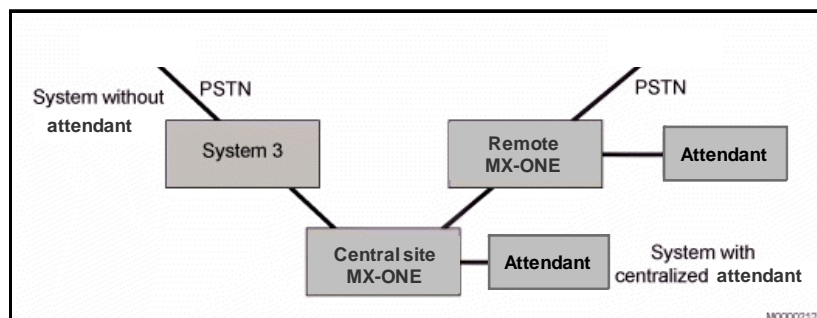 PSTN
PSTN
System without
attendant
System 3
Remote
MX-ONE
Attendant
Central site
MX-ONE
Attendant
System with
centralized attendant